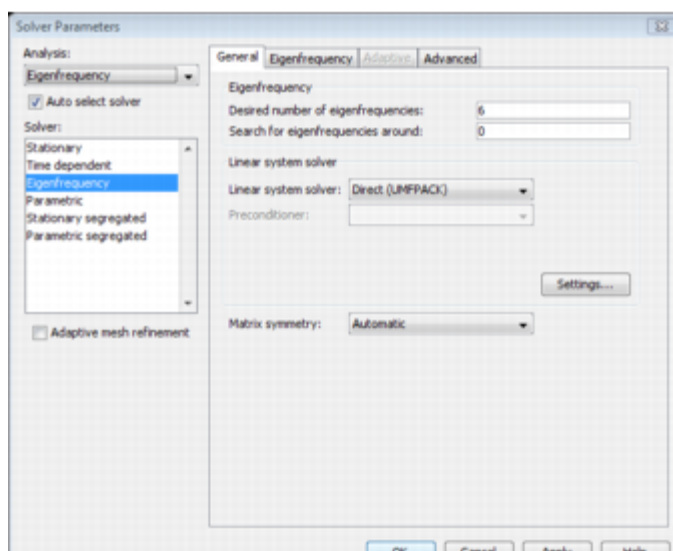 Solver Parameters
Analysis:
Eigenfrequency
Auto select solver
Solver:
Stationary
Time dependent
Eigenfrequency
Parametric
Stationary segregated
Parametric segregated
Adaptive mesh refinement
General Eigenfrequency Adaptive Advanced
Eigenfrequency
Desired number of eigenfrequencies: 6
Search for eigenfrequencies around: 0
Linear system solver
Linear system solver: Direct (UMFPACK)
Preconditioner:
Settings...
Matrix symmetry: Automatic
OK Cancel Apply Help